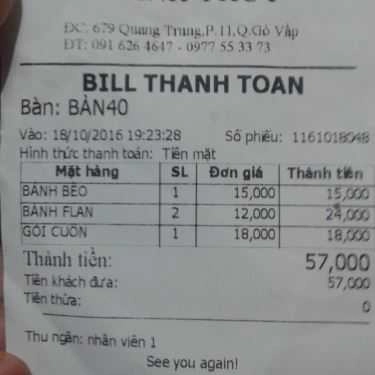 ĐC: 679 Quang Trung,P.11,Q.Gò Vấp
ĐT: 091 626 4647 - 0977 55 33 73
BILL THANH TOAN
Bàn: BÀN40
Vào: 18/10/2016 19:23:28 Số phiếu: 1161018048
Hình thức thanh toán: Tiền mặt
Mặt hàng SL Đơn giá Thành tiền
BÁNH BÈO 1 15,000 15,000
BÁNH FLAN 2 12,000 24,000
GỎI CUỐN 1 18,000 18,000
Thành tiền: 57,000
Tiền khách đưa: 57,000
Tiền thừa: 0
Thu ngân: nhân viên 1
See you again!